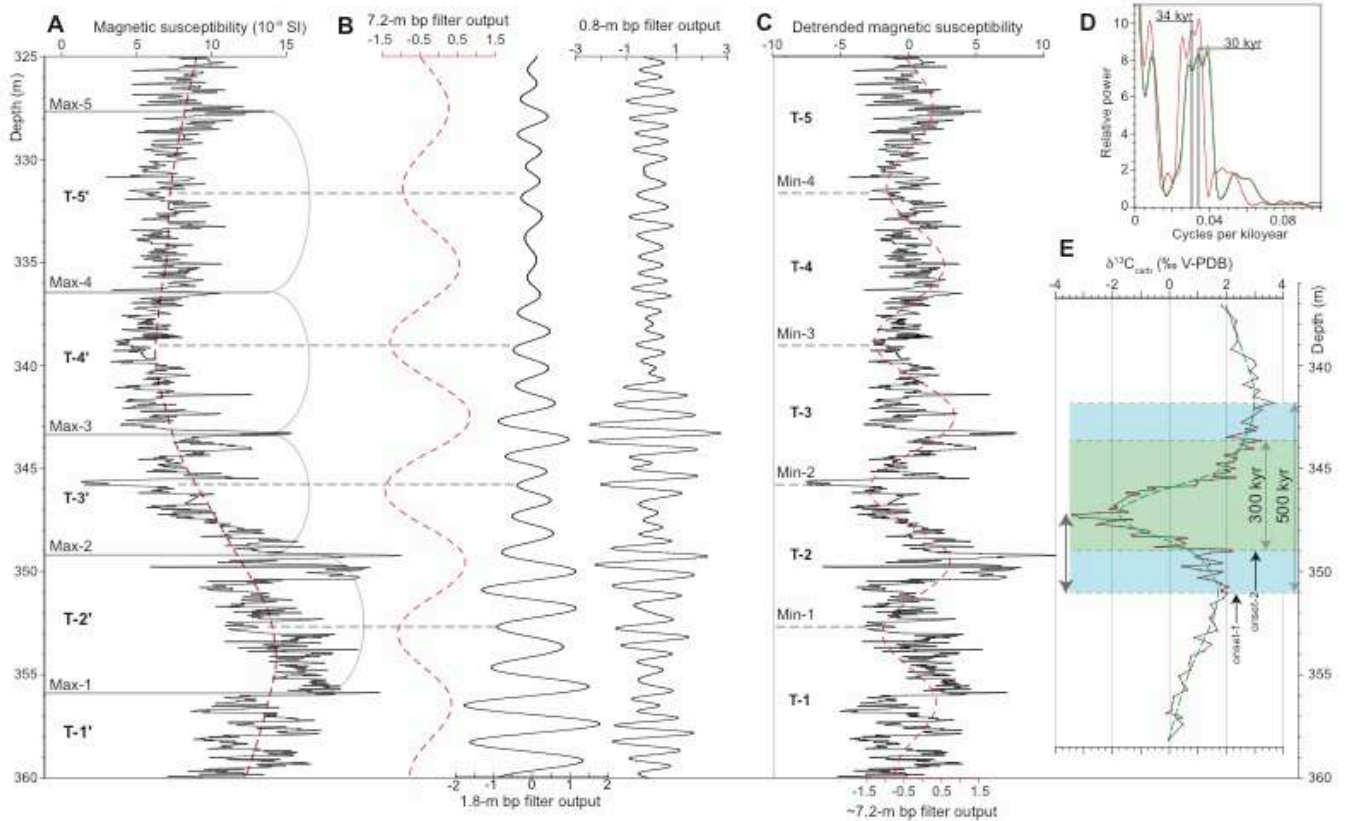 A
Magnetic susceptibility (10⁻⁸ SI)
0 5 10 15
B
7.2-m bp filter output
-1.5 -0.5 0.5 1.5
0.8-m bp filter output
-3 -1 1 3
C
Detrended magnetic susceptibility
-10 -5 0 5 10
D
34 kyr
30 kyr
Relative power
10
8
6
4
2
0
0 0.04 0.08
Cycles per kiloyear
E
δ¹³Ccarb (‰ V-PDB)
-4 -2 0 2 4
Depth (m)
325
330
335
340
345
350
355
360
Max-5
T-5'
Max-4
T-4'
Max-3
T-3'
Max-2
T-2'
Max-1
T-1'
-2 -1 0 1 2
1.8-m bp filter output
T-5
Min-4
T-4
Min-3
T-3
Min-2
T-2
Min-1
T-1
-1.5 -0.5 0.5 1.5
~7.2-m bp filter output
300 kyr
500 kyr
onset-1
onset-2
Depth (m)
340
345
350
355
360